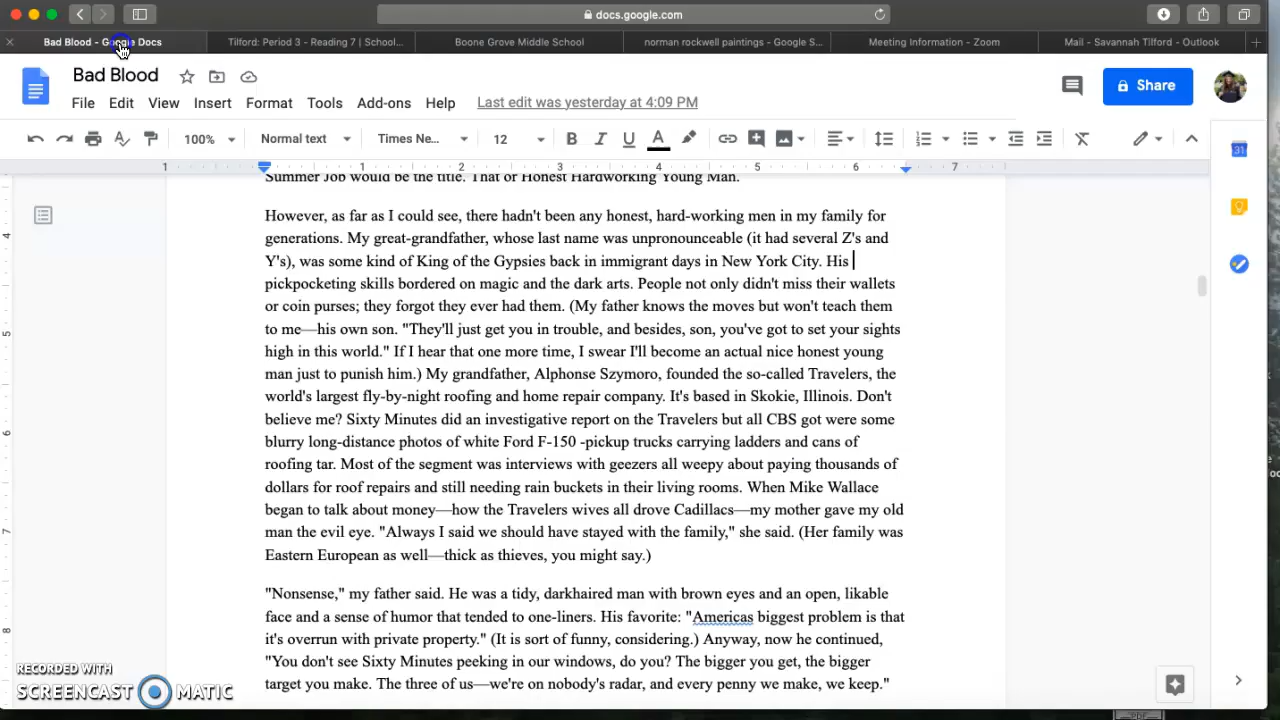 docs.google.com
Bad Blood - Google Docs
Tilford: Period 3 - Reading 7 | School...
Boone Grove Middle School
norman rockwell paintings - Google S...
Meeting Information - Zoom
Mail - Savannah Tilford - Outlook
Bad Blood
Share
File Edit View Insert Format Tools Add-ons Help Last edit was yesterday at 4:09 PM
100% Normal text Times Ne... 12
1 1 2 3 4 5 6 7
Summer Job would be the title. That or Honest Hardworking Young Man.
However, as far as I could see, there hadn't been any honest, hard-working men in my family for
generations. My great-grandfather, whose last name was unpronounceable (it had several Z's and
Y's), was some kind of King of the Gypsies back in immigrant days in New York City. His
pickpocketing skills bordered on magic and the dark arts. People not only didn't miss their wallets
or coin purses; they forgot they ever had them. (My father knows the moves but won't teach them
to me—his own son. "They'll just get you in trouble, and besides, son, you've got to set your sights
high in this world." If I hear that one more time, I swear I'll become an actual nice honest young
man just to punish him.) My grandfather, Alphonse Szymoro, founded the so-called Travelers, the
world's largest fly-by-night roofing and home repair company. It's based in Skokie, Illinois. Don't
believe me? Sixty Minutes did an investigative report on the Travelers but all CBS got were some
blurry long-distance photos of white Ford F-150 -pickup trucks carrying ladders and cans of
roofing tar. Most of the segment was interviews with geezers all weepy about paying thousands of
dollars for roof repairs and still needing rain buckets in their living rooms. When Mike Wallace
began to talk about money—how the Travelers wives all drove Cadillacs—my mother gave my old
man the evil eye. "Always I said we should have stayed with the family," she said. (Her family was
Eastern European as well—thick as thieves, you might say.)
"Nonsense," my father said. He was a tidy, darkhaired man with brown eyes and an open, likable
face and a sense of humor that tended to one-liners. His favorite: "Americas biggest problem is that
it's overrun with private property." (It is sort of funny, considering.) Anyway, now he continued,
"You don't see Sixty Minutes peeking in our windows, do you? The bigger you get, the bigger
target you make. The three of us—we're on nobody's radar, and every penny we make, we keep."
4
5
6
7
8
31
RECORDED WITH
SCREENCAST MATIC